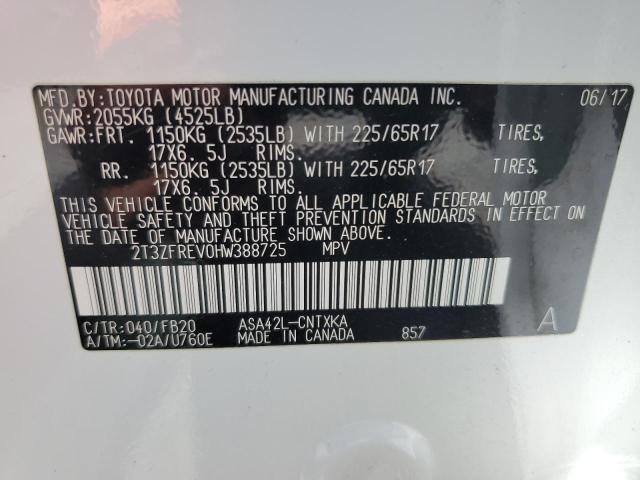 MFD.BY:TOYOTA MOTOR MANUFACTURING CANADA INC. 06/17
GVWR:2055KG (4525LB)
GAWR:FRT. 1150KG (2535LB) WITH 225/65R17 TIRES,
17X6. 5J RIMS.
RR. 1150KG (2535LB) WITH 225/65R17 TIRES,
17X6. 5J RIMS.
THIS VEHICLE CONFORMS TO ALL APPLICABLE FEDERAL MOTOR
VEHICLE SAFETY AND THEFT PREVENTION STANDARDS IN EFFECT ON
THE DATE OF MANUFACTURE SHOWN ABOVE.
2T3ZFREV0HW388725 MPV
C/TR:040/FB20 ASA42L-CNTXKA
A/TM:-02A/U760E MADE IN CANADA 857 A